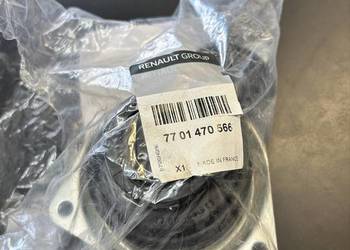 RENAULT GROUP
77 01 470 566
X1 MADE IN FRANCE